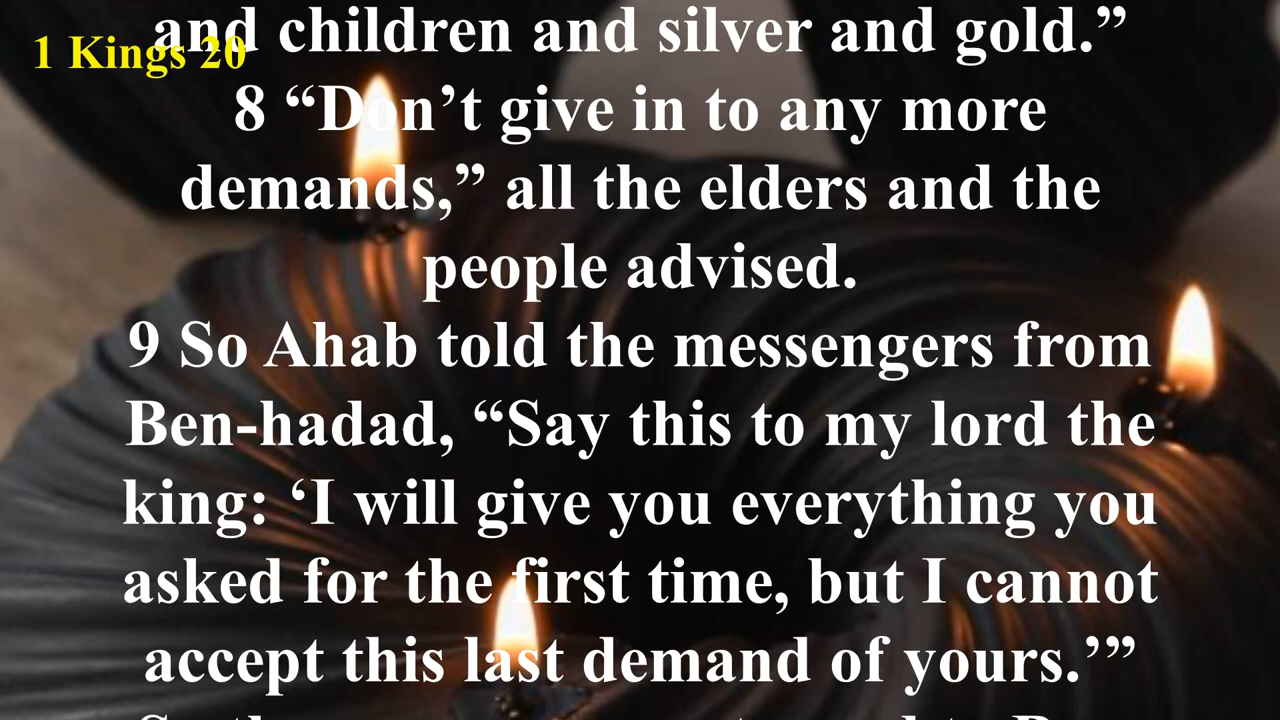 1 Kings 20
and children and silver and gold.”
8 “Don’t give in to any more
demands,” all the elders and the
people advised.
9 So Ahab told the messengers from
Ben-hadad, “Say this to my lord the
king: ‘I will give you everything you
asked for the first time, but I cannot
accept this last demand of yours.’”